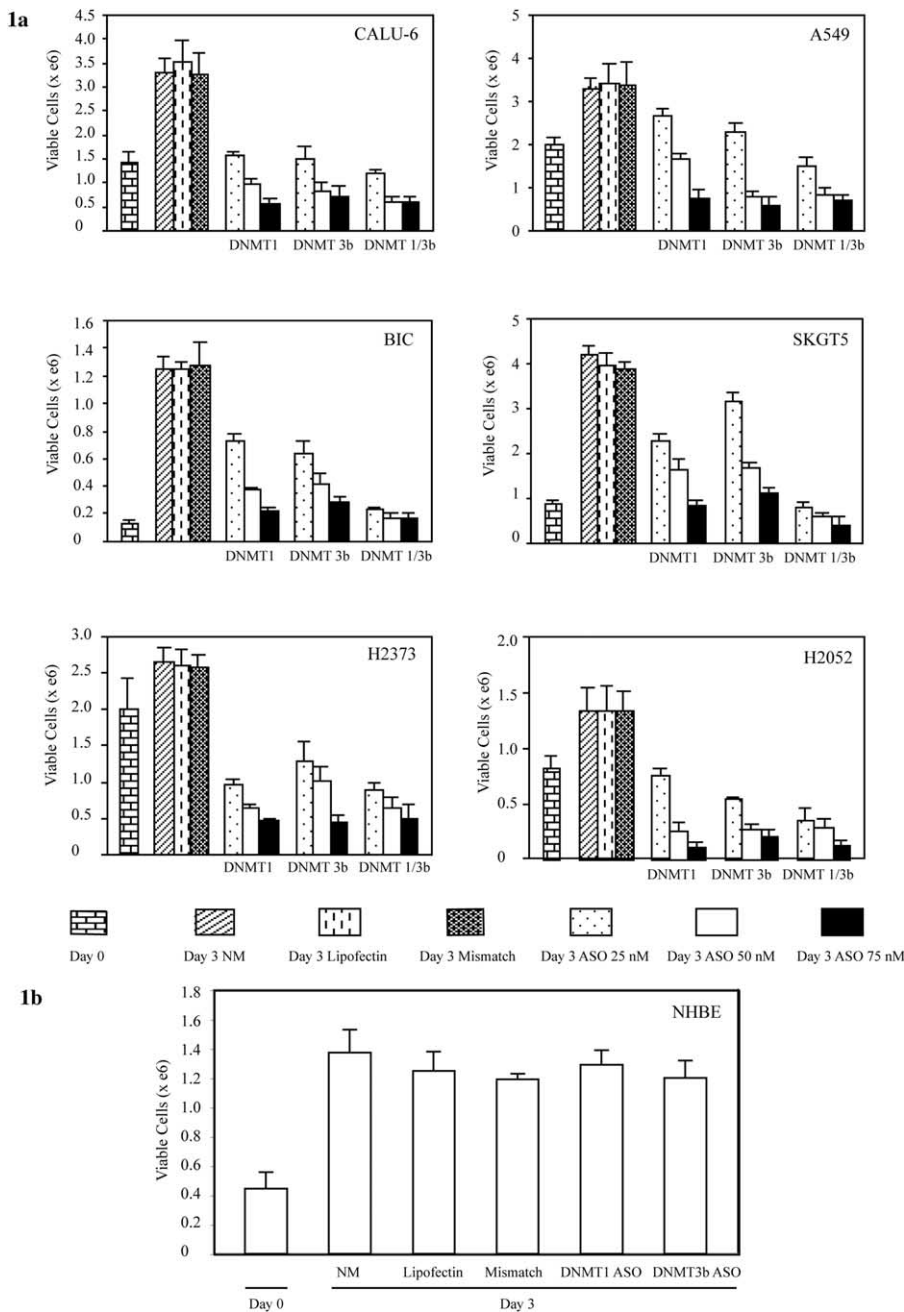 1a
CALU-6
Viable Cells (x e6)
4.5
4.0
3.5
3.0
2.5
2.0
1.5
1.0
0.5
0
DNMT1 DNMT 3b DNMT 1/3b
A549
Viable Cells (x e6)
5
4
3
2
1
0
DNMT1 DNMT 3b DNMT 1/3b
BIC
Viable Cells (x e6)
1.6
1.4
1.2
1.0
0.8
0.6
0.4
0.2
0
DNMT1 DNMT 3b DNMT 1/3b
SKGT5
Viable Cells (x e6)
5
4
3
2
1
0
DNMT1 DNMT 3b DNMT 1/3b
H2373
Viable Cells (x e6)
3.0
2.5
2.0
1.5
1.0
0.5
0
DNMT1 DNMT 3b DNMT 1/3b
H2052
Viable Cells (x e6)
2.0
1.5
1.0
0.5
0
DNMT1 DNMT 3b DNMT 1/3b
Day 0 Day 3 NM Day 3 Lipofectin Day 3 Mismatch Day 3 ASO 25 nM Day 3 ASO 50 nM Day 3 ASO 75 nM
1b
NHBE
Viable Cells (x e6)
1.8
1.6
1.4
1.2
1.0
0.8
0.6
0.4
0.2
0
NM Lipofectin Mismatch DNMT1 ASO DNMT3b ASO
Day 0 Day 3